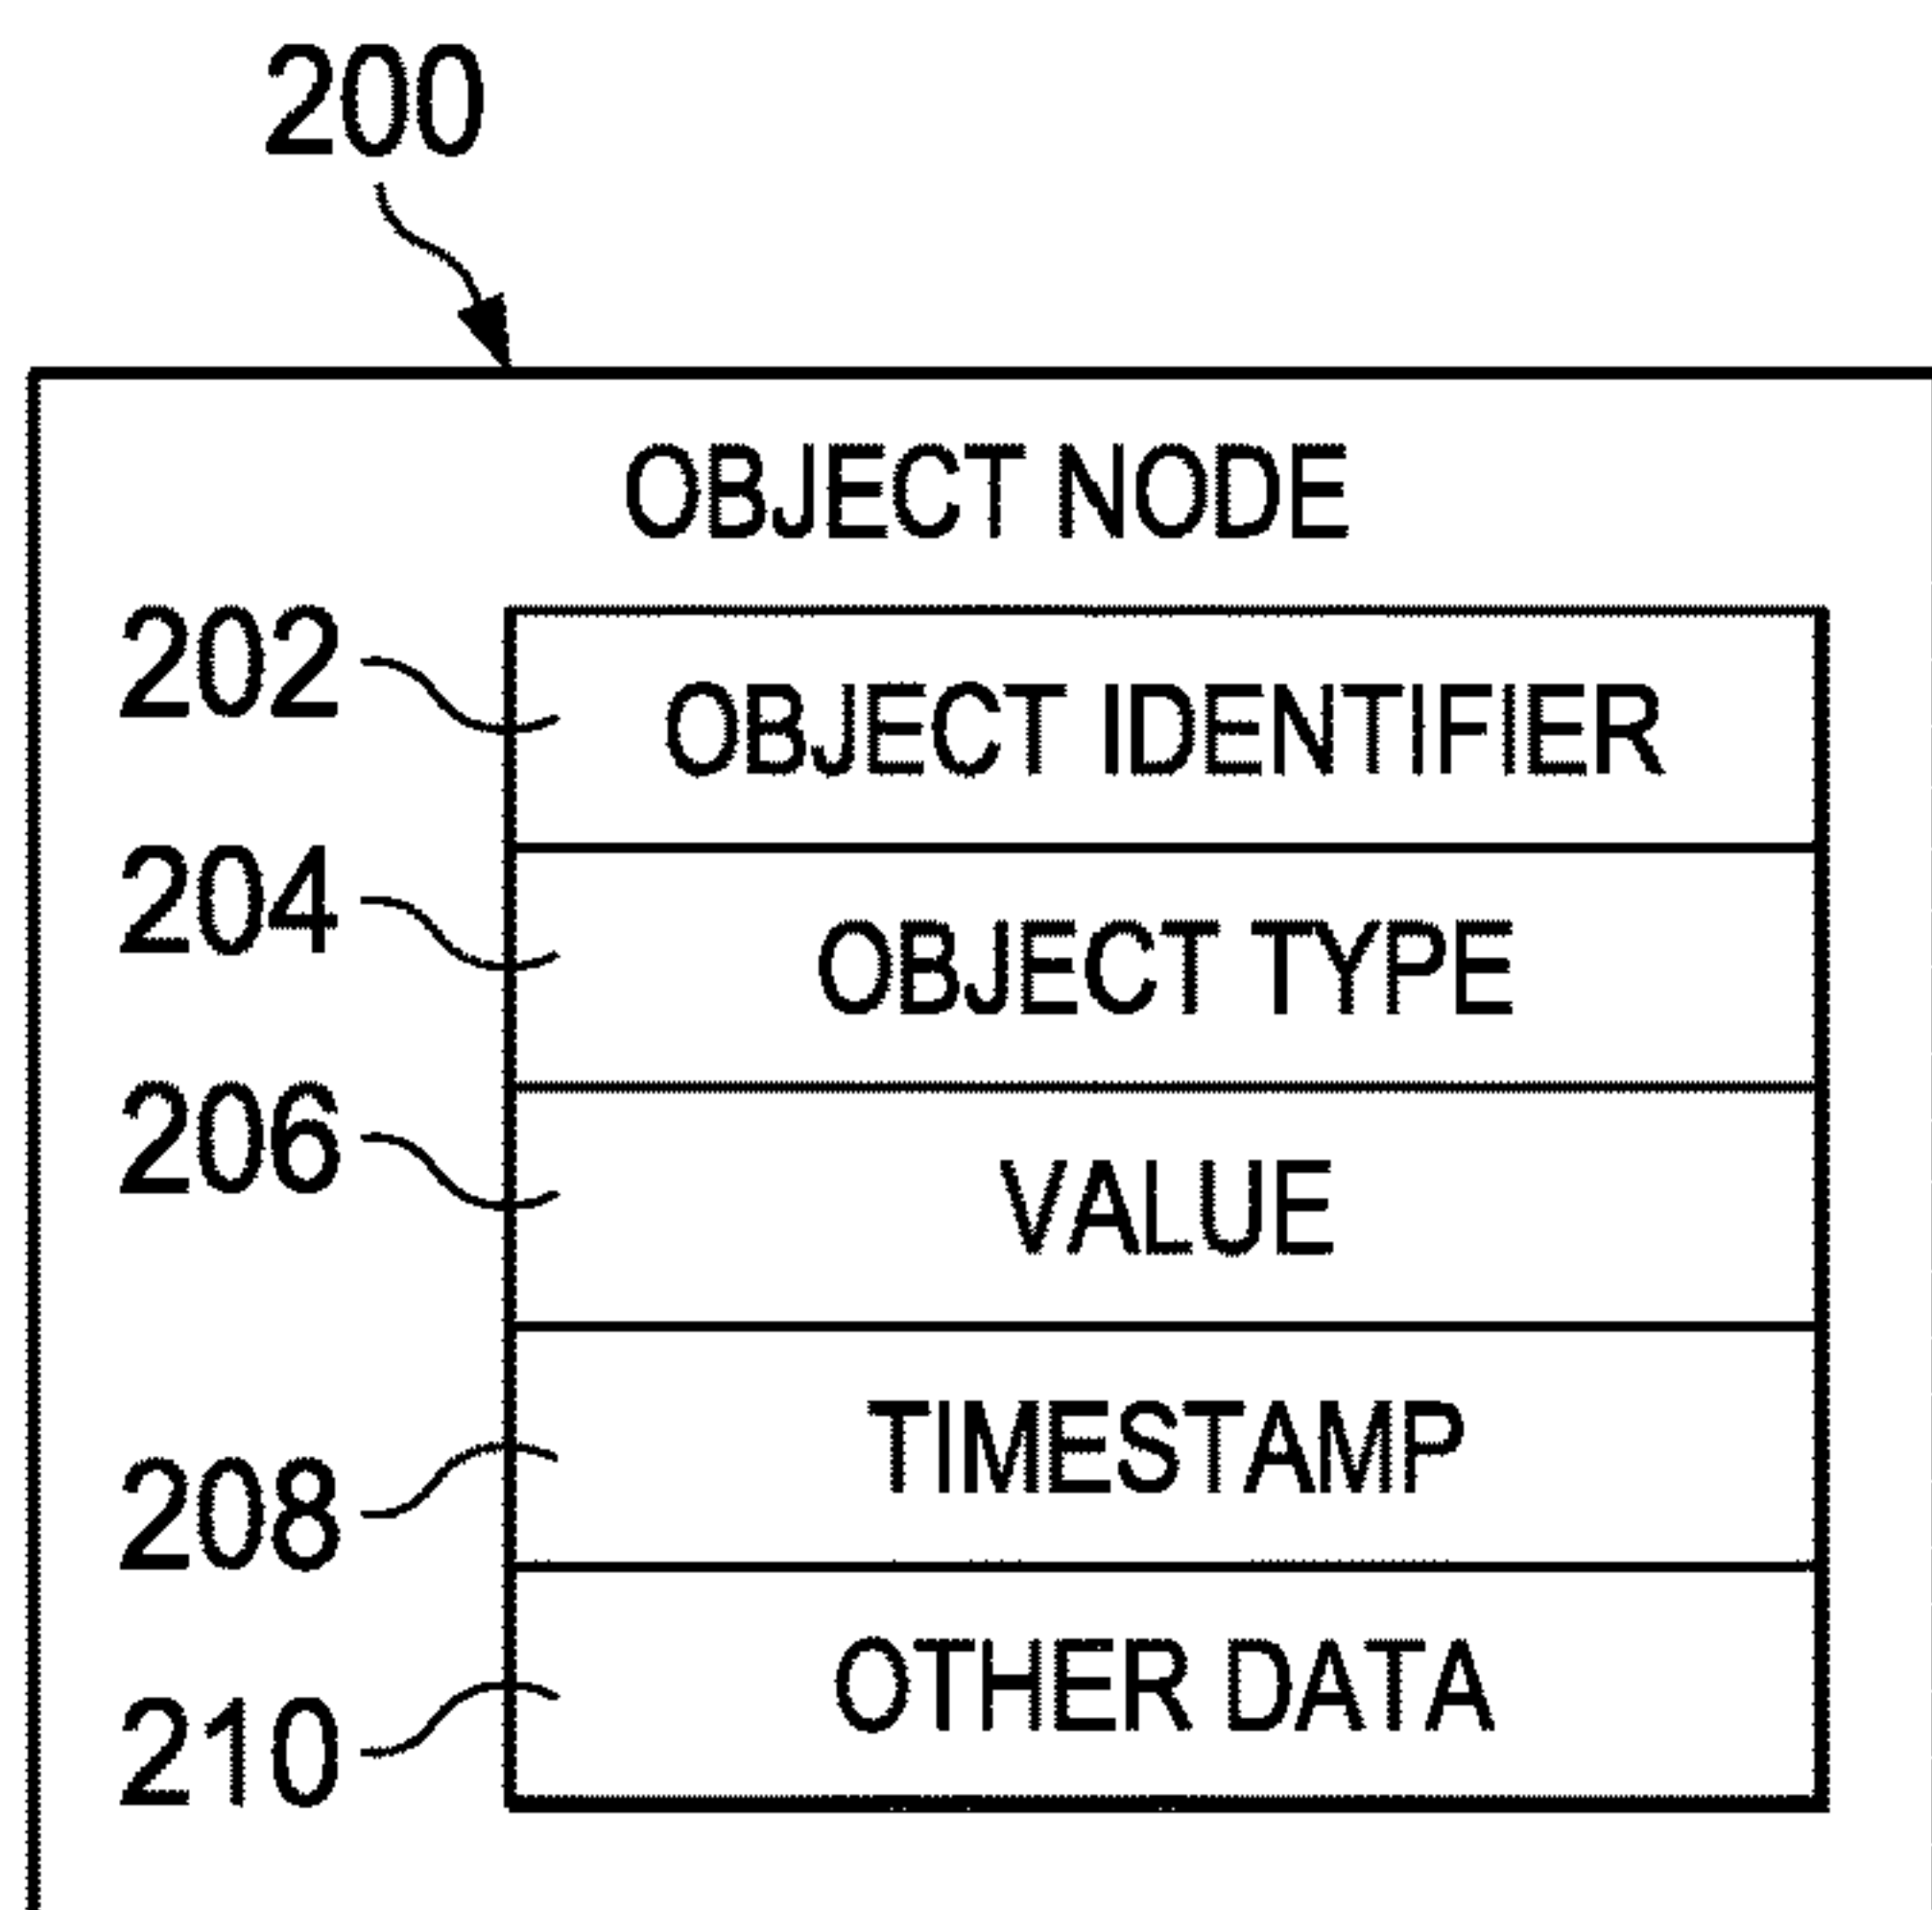 200
OBJECT NODE
202 OBJECT IDENTIFIER
204 OBJECT TYPE
206 VALUE
208 TIMESTAMP
210 OTHER DATA